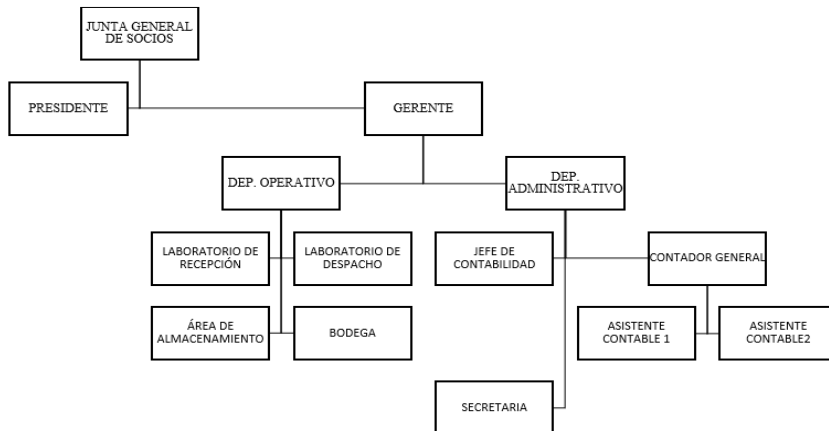 JUNTA GENERAL
DE SOCIOS
PRESIDENTE
GERENTE
DEP. OPERATIVO
DEP.
ADMINISTRATIVO
LABORATORIO DE
RECEPCIÓN
LABORATORIO DE
DESPACHO
JEFE DE
CONTABILIDAD
CONTADOR GENERAL
ÁREA DE
ALMACENAMIENTO
BODEGA
ASISTENTE
CONTABLE 1
ASISTENTE
CONTABLE2
SECRETARIA